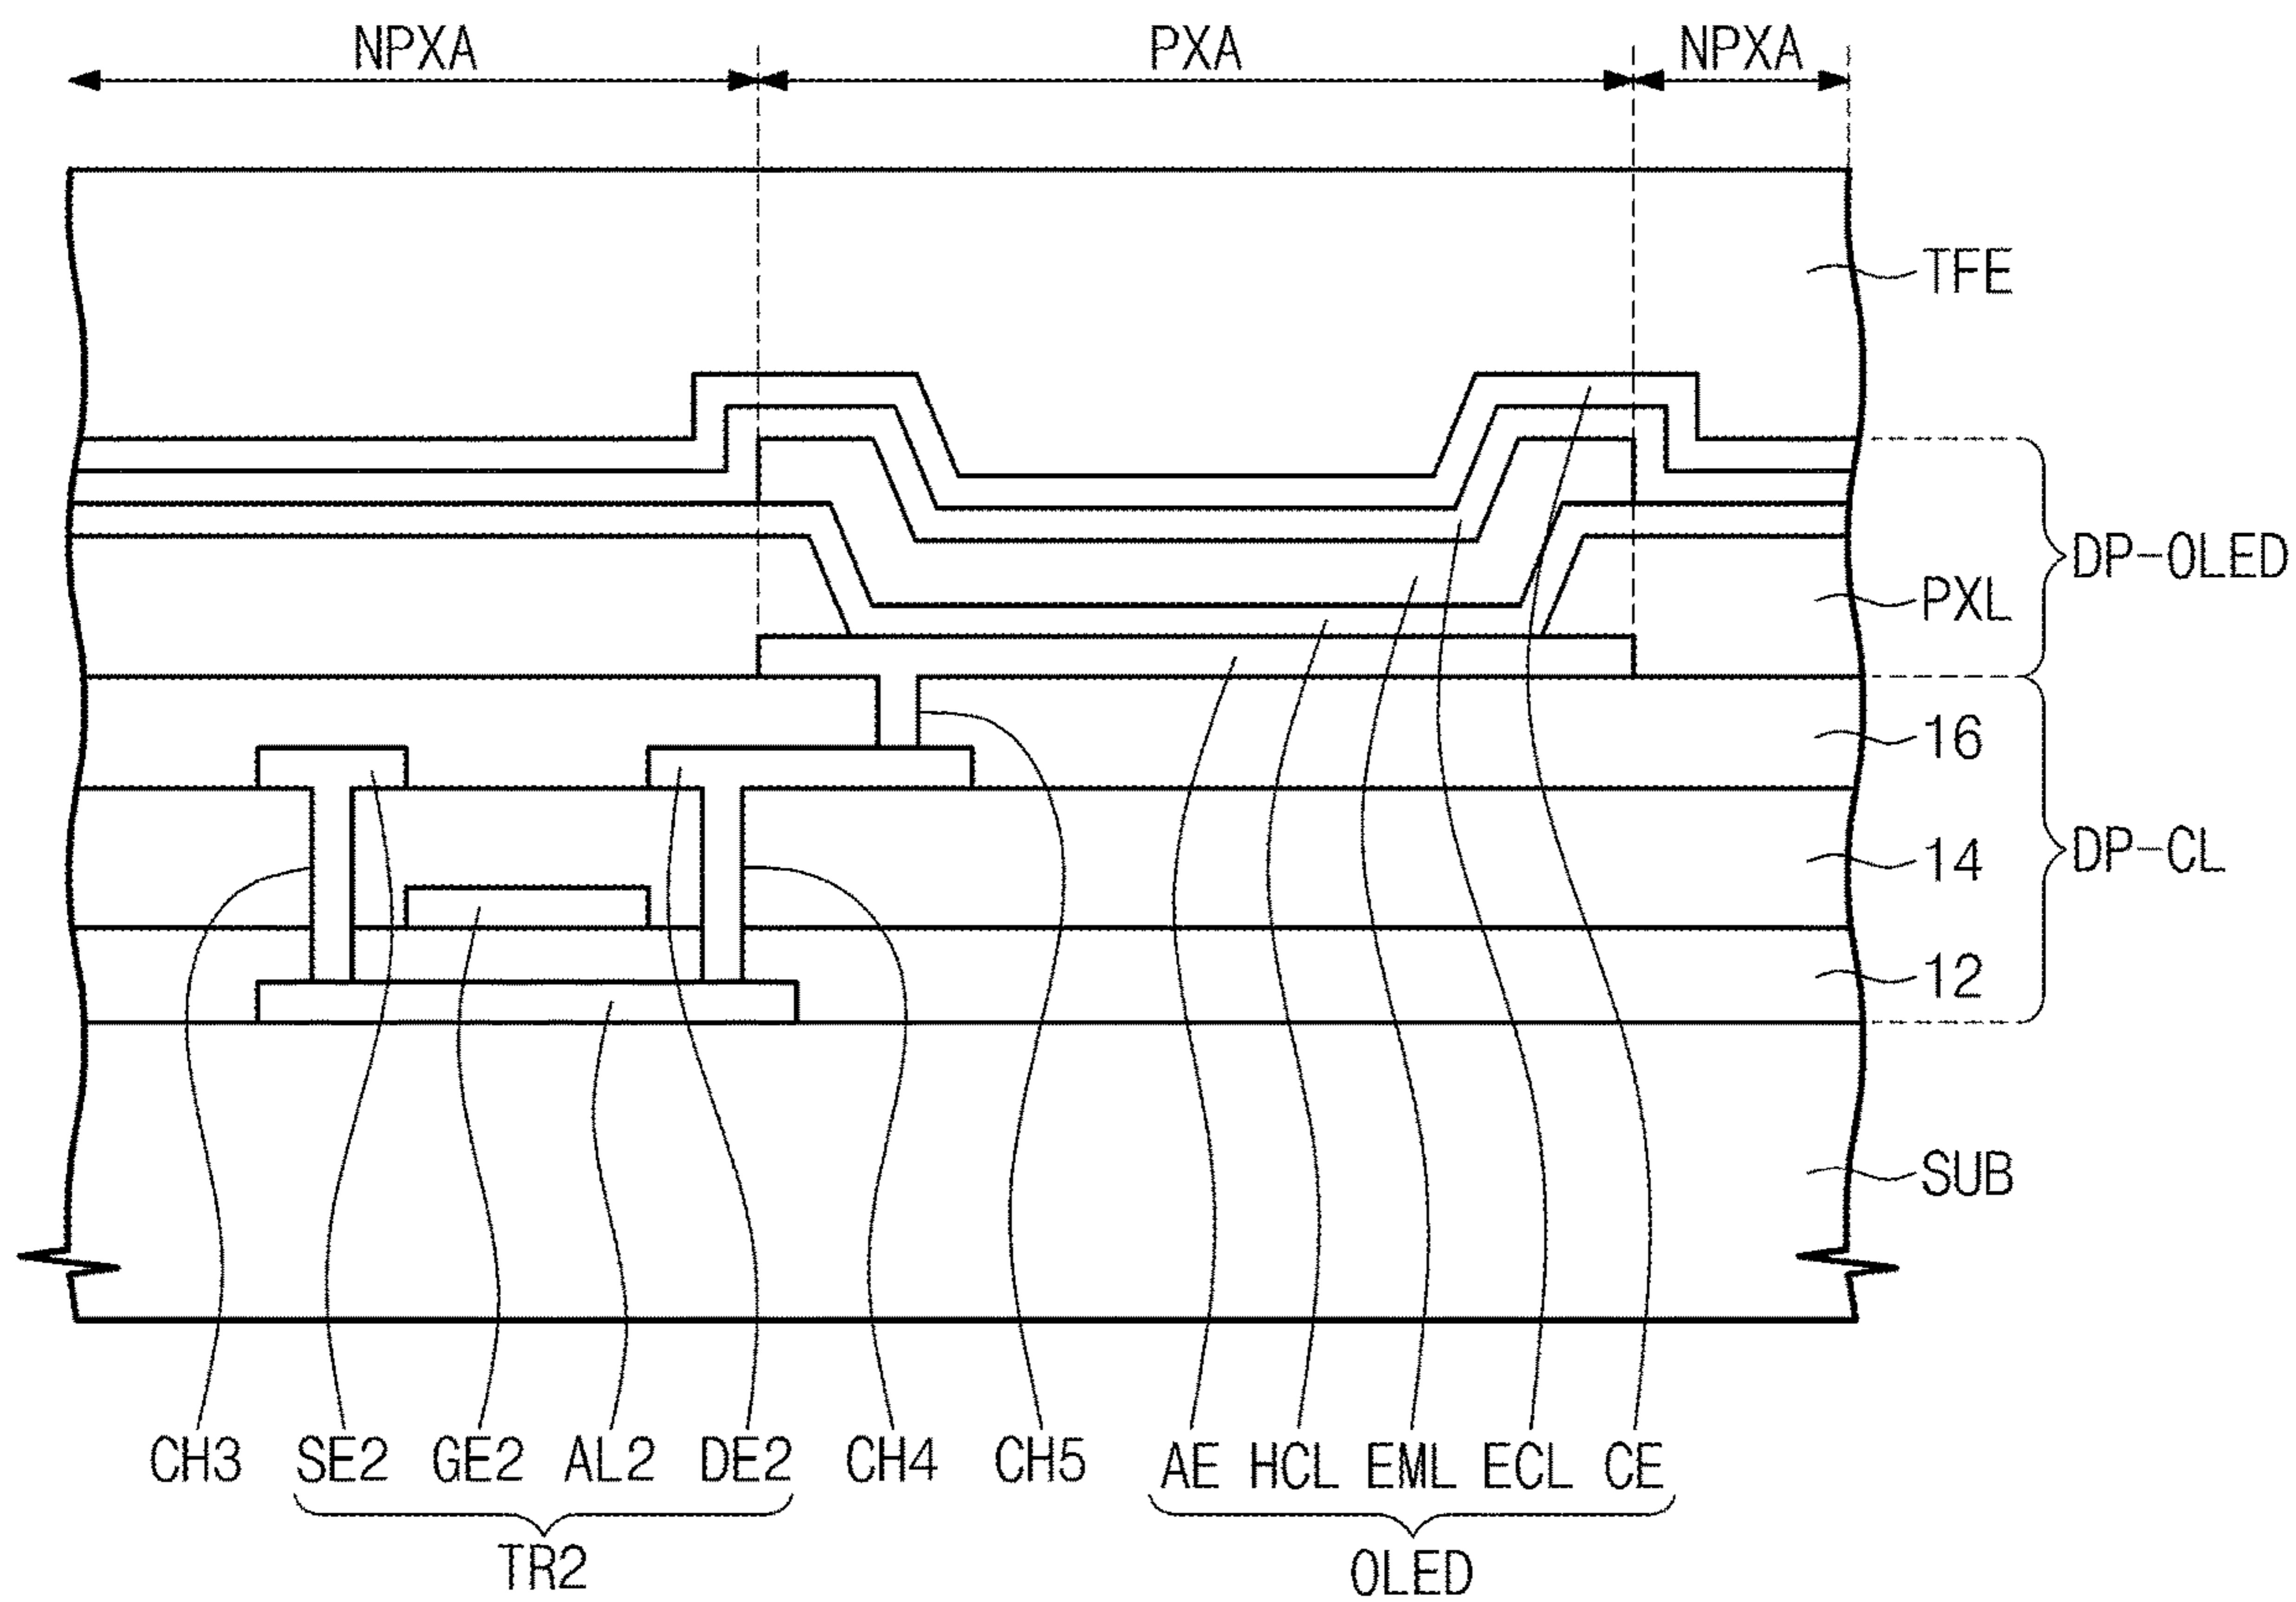 NPXA PXA NPXA
TFE
DP-OLED
PXL
16
DP-CL
14
12
SUB
CH3 SE2 GE2 AL2 DE2 CH4 CH5 AE HCL EML ECL CE
TR2 OLED